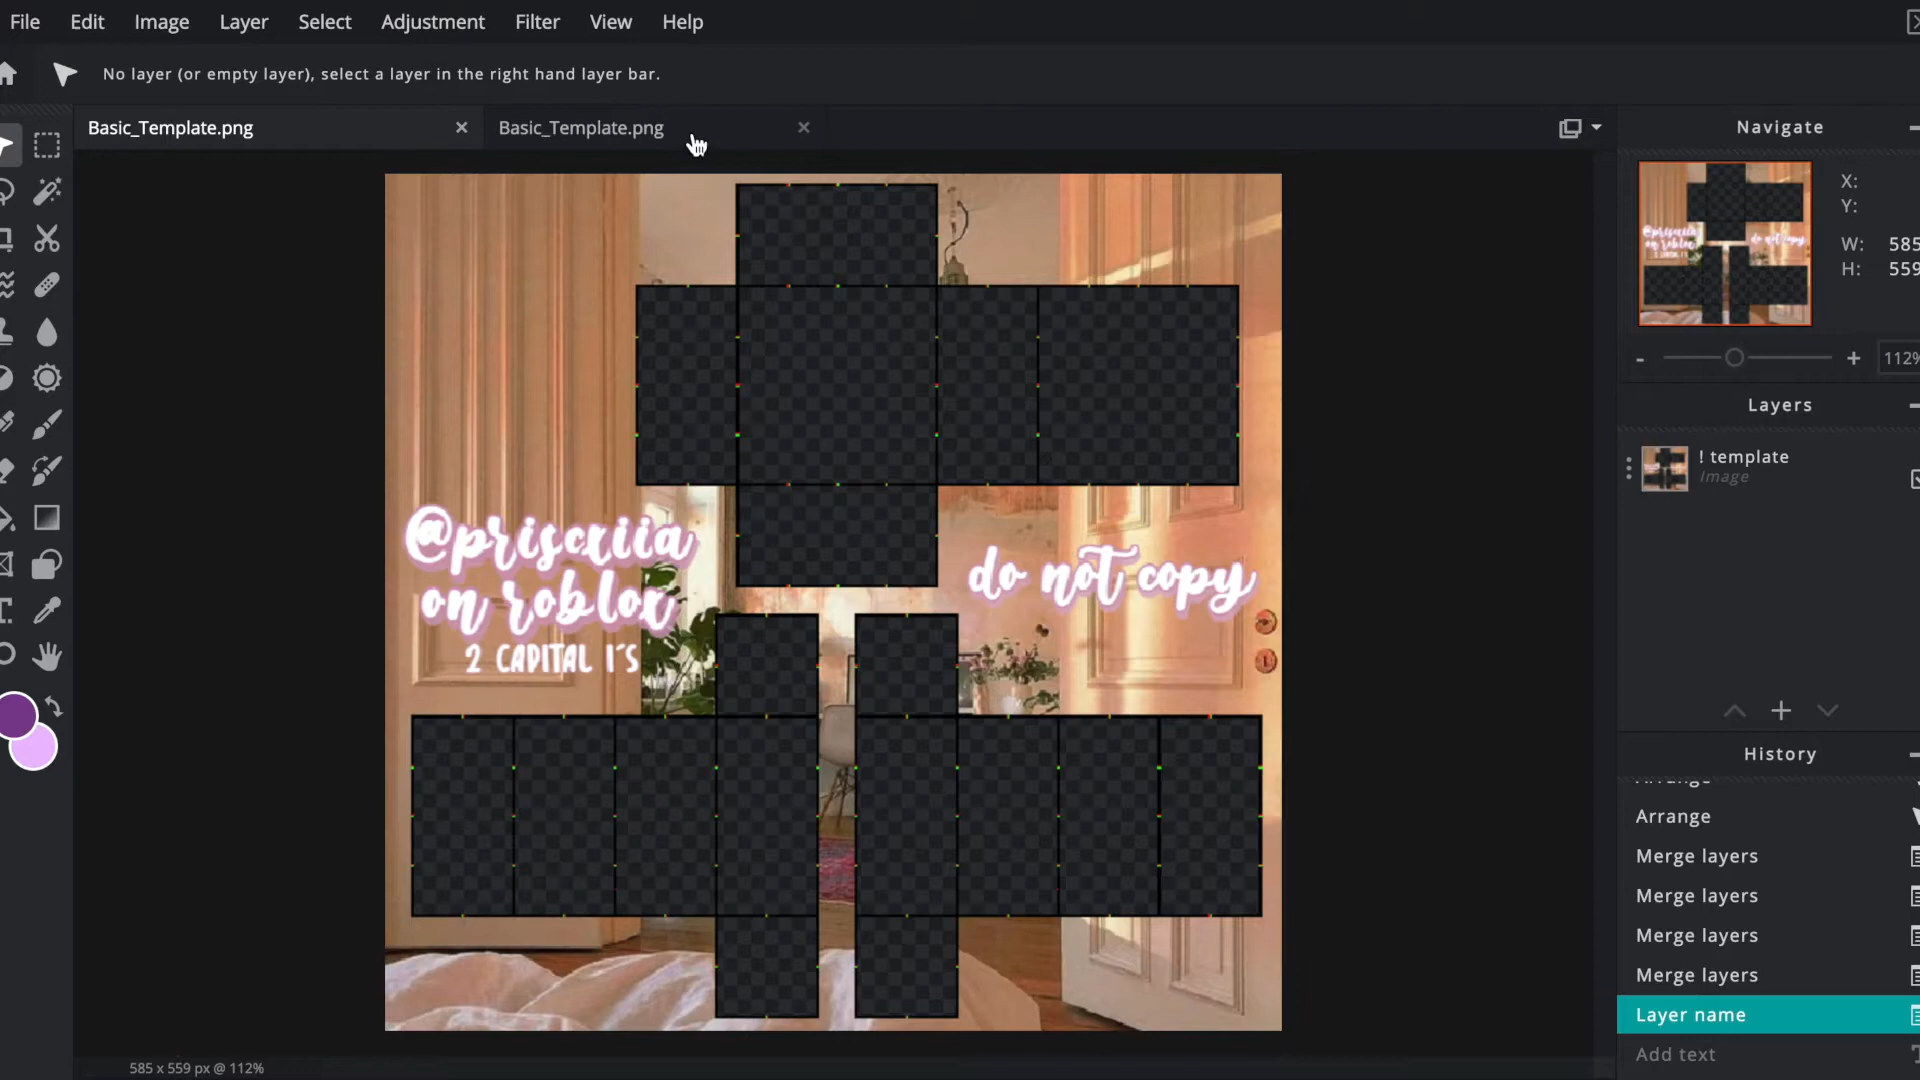 File Edit Image Layer Select Adjustment Filter View Help
No layer (or empty layer), select a layer in the right hand layer bar.
Basic_Template.png
Basic_Template.png
Navigate
X:
Y:
W: 585
H: 559
- + 112%
Layers
! template
Image
@priscxiia
on roblox
2 CAPITAL I'S
do not copy
History
Arrange
Arrange
Merge layers
Merge layers
Merge layers
Merge layers
Layer name
Add text
585 x 559 px @ 112%